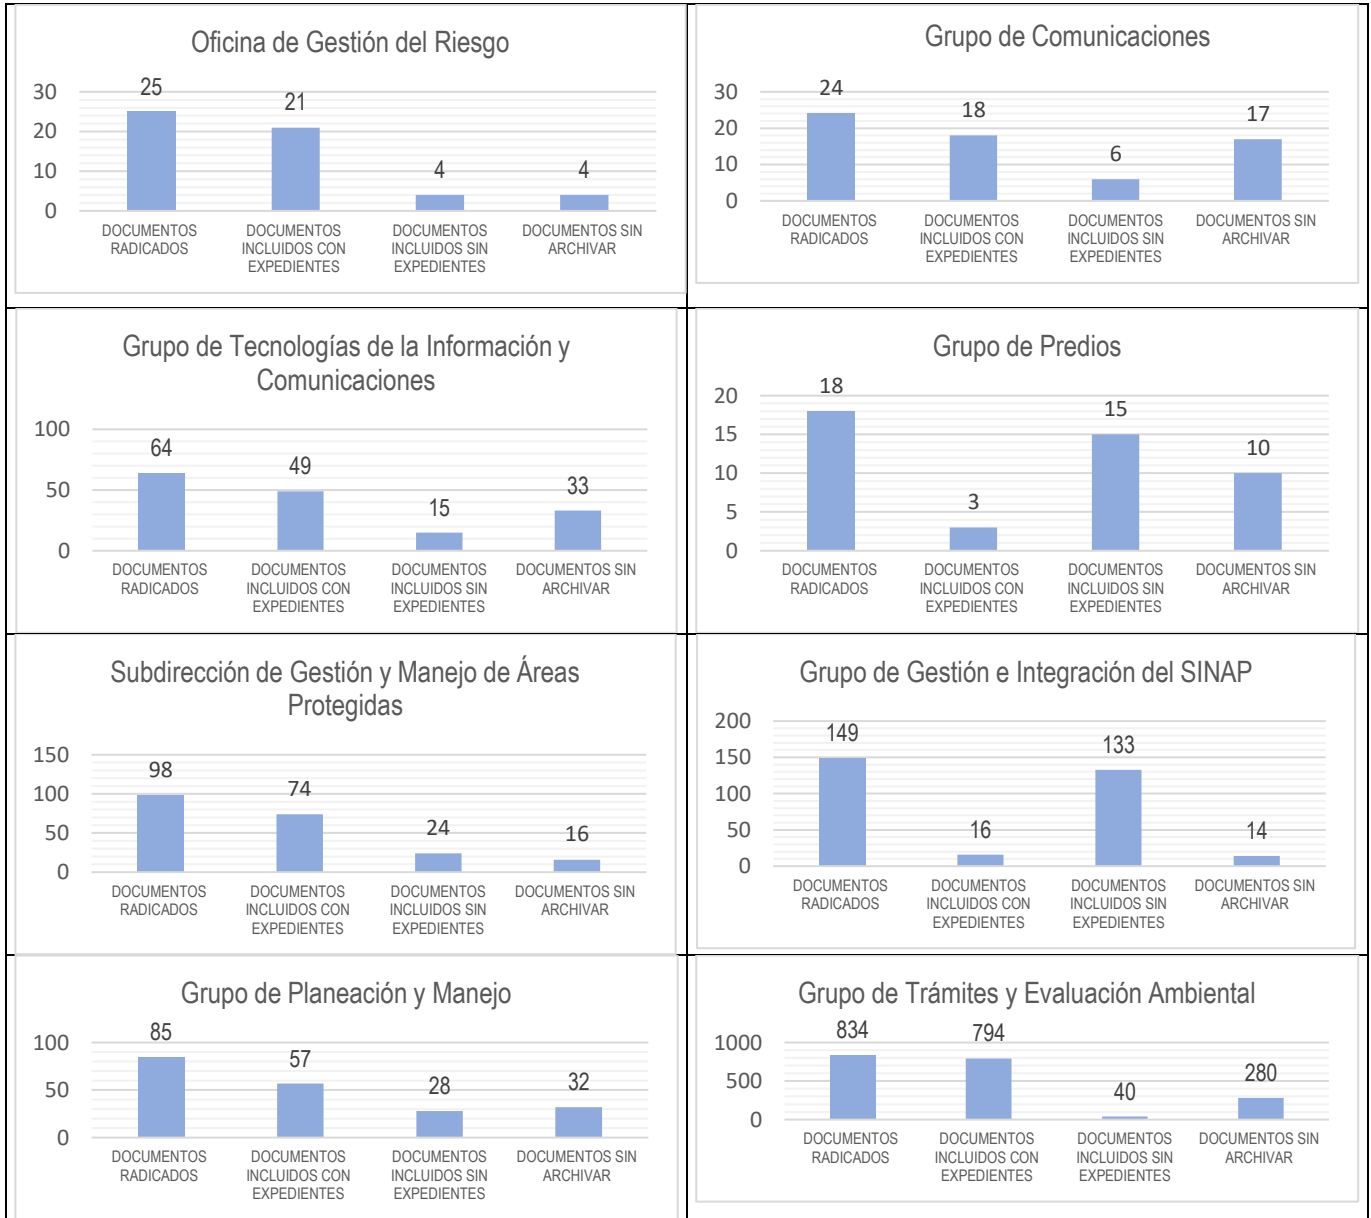 Oficina de Gestión del Riesgo
25
21
4
4
30
20
10
0
DOCUMENTOS
RADICADOS
DOCUMENTOS
INCLUIDOS CON
EXPEDIENTES
DOCUMENTOS
INCLUIDOS SIN
EXPEDIENTES
DOCUMENTOS SIN
ARCHIVAR
Grupo de Comunicaciones
24
18
6
17
30
20
10
0
DOCUMENTOS
RADICADOS
DOCUMENTOS
INCLUIDOS CON
EXPEDIENTES
DOCUMENTOS
INCLUIDOS SIN
EXPEDIENTES
DOCUMENTOS SIN
ARCHIVAR
Grupo de Tecnologías de la Información y
Comunicaciones
64
49
15
33
100
50
0
DOCUMENTOS
RADICADOS
DOCUMENTOS
INCLUIDOS CON
EXPEDIENTES
DOCUMENTOS
INCLUIDOS SIN
EXPEDIENTES
DOCUMENTOS SIN
ARCHIVAR
Grupo de Predios
18
3
15
10
20
15
10
5
0
DOCUMENTOS
RADICADOS
DOCUMENTOS
INCLUIDOS CON
EXPEDIENTES
DOCUMENTOS
INCLUIDOS SIN
EXPEDIENTES
DOCUMENTOS SIN
ARCHIVAR
Subdirección de Gestión y Manejo de Áreas
Protegidas
98
74
24
16
150
100
50
0
DOCUMENTOS
RADICADOS
DOCUMENTOS
INCLUIDOS CON
EXPEDIENTES
DOCUMENTOS
INCLUIDOS SIN
EXPEDIENTES
DOCUMENTOS SIN
ARCHIVAR
Grupo de Gestión e Integración del SINAP
149
16
133
14
200
150
100
50
0
DOCUMENTOS
RADICADOS
DOCUMENTOS
INCLUIDOS CON
EXPEDIENTES
DOCUMENTOS
INCLUIDOS SIN
EXPEDIENTES
DOCUMENTOS SIN
ARCHIVAR
Grupo de Planeación y Manejo
85
57
28
32
100
50
0
DOCUMENTOS
RADICADOS
DOCUMENTOS
INCLUIDOS CON
EXPEDIENTES
DOCUMENTOS
INCLUIDOS SIN
EXPEDIENTES
DOCUMENTOS SIN
ARCHIVAR
Grupo de Trámites y Evaluación Ambiental
834
794
40
280
1000
500
0
DOCUMENTOS
RADICADOS
DOCUMENTOS
INCLUIDOS CON
EXPEDIENTES
DOCUMENTOS
INCLUIDOS SIN
EXPEDIENTES
DOCUMENTOS SIN
ARCHIVAR